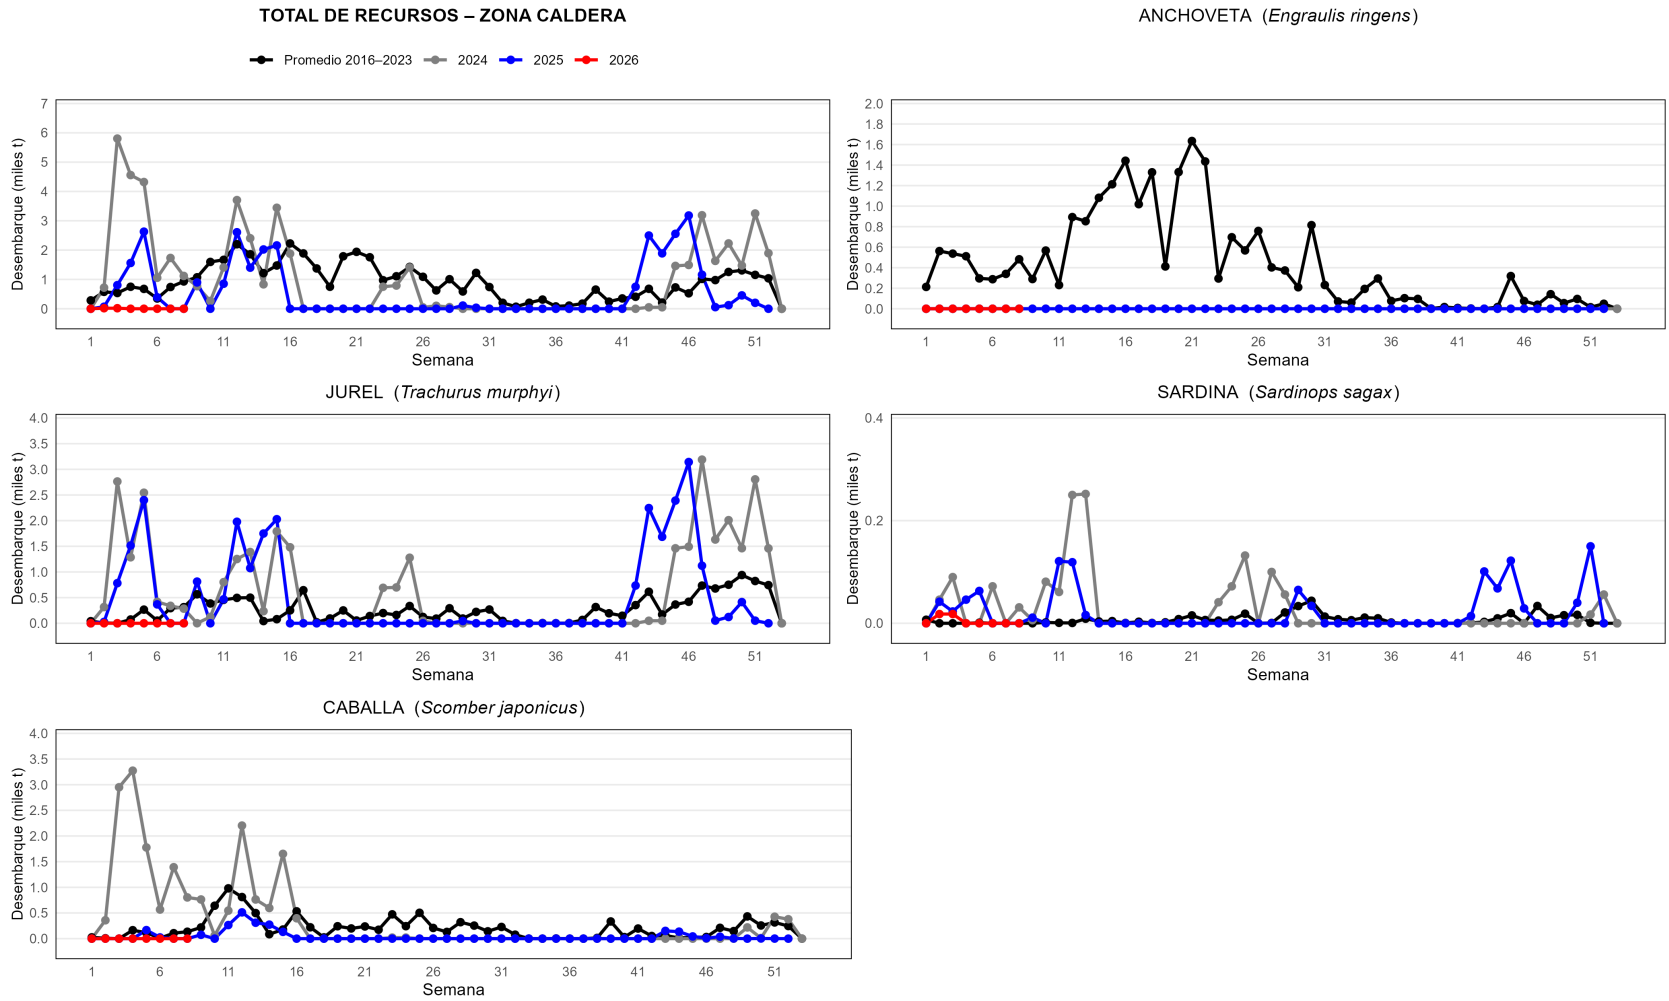 TOTAL DE RECURSOS – ZONA CALDERA
Promedio 2016–2023 2024 2025 2026
7
6
5
4
3
2
1
0
Desembarque (miles t)
1 6 11 16 21 26 31 36 41 46 51
Semana
ANCHOVETA (Engraulis ringens)
2.0
1.8
1.6
1.4
1.2
1.0
0.8
0.6
0.4
0.2
0.0
Desembarque (miles t)
1 6 11 16 21 26 31 36 41 46 51
Semana
JUREL (Trachurus murphyi)
4.0
3.5
3.0
2.5
2.0
1.5
1.0
0.5
0.0
Desembarque (miles t)
1 6 11 16 21 26 31 36 41 46 51
Semana
SARDINA (Sardinops sagax)
0.4
0.2
0.0
Desembarque (miles t)
1 6 11 16 21 26 31 36 41 46 51
Semana
CABALLA (Scomber japonicus)
4.0
3.5
3.0
2.5
2.0
1.5
1.0
0.5
0.0
Desembarque (miles t)
1 6 11 16 21 26 31 36 41 46 51
Semana